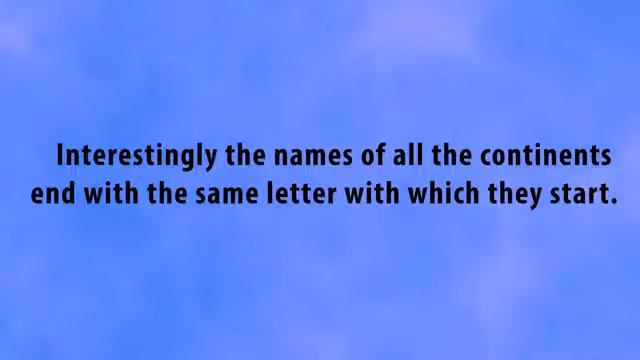 Interestingly the names of all the continents
end with the same letter with which they start.